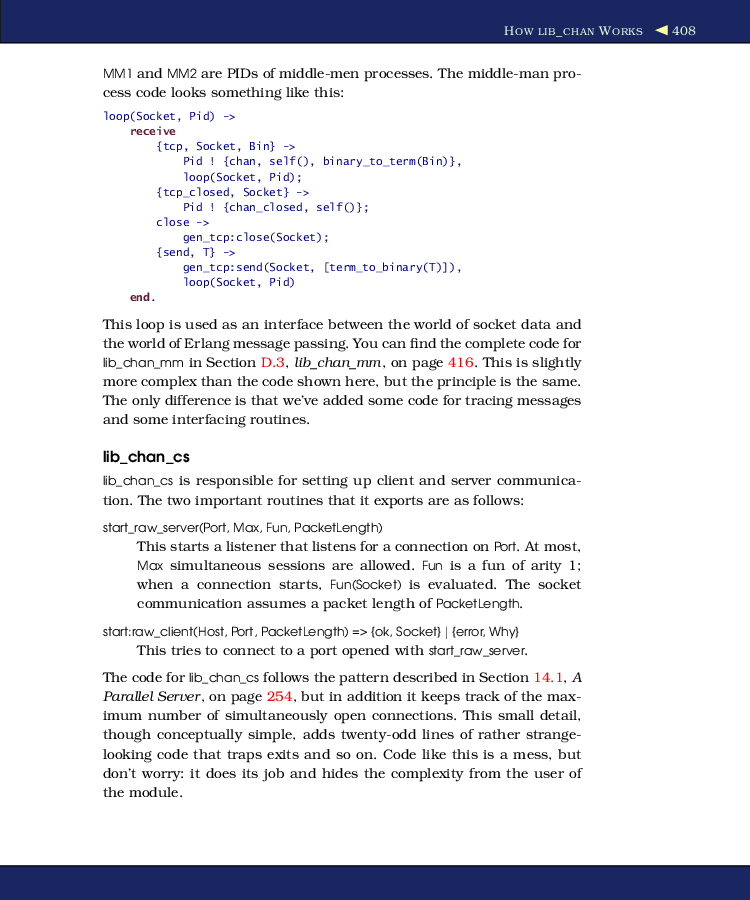 HOW LIB_CHAN WORKS ◀ 408
MM1 and MM2 are PIDs of middle-men processes. The middle-man pro-
cess code looks something like this:
loop(Socket, Pid) ->
    receive
        {tcp, Socket, Bin} ->
            Pid ! {chan, self(), binary_to_term(Bin)},
            loop(Socket, Pid);
        {tcp_closed, Socket} ->
            Pid ! {chan_closed, self()};
        close ->
            gen_tcp:close(Socket);
        {send, T} ->
            gen_tcp:send(Socket, [term_to_binary(T)]),
            loop(Socket, Pid)
    end.
This loop is used as an interface between the world of socket data and
the world of Erlang message passing. You can find the complete code for
lib_chan_mm in Section D.3, lib_chan_mm, on page 416. This is slightly
more complex than the code shown here, but the principle is the same.
The only difference is that we've added some code for tracing messages
and some interfacing routines.
lib_chan_cs
lib_chan_cs is responsible for setting up client and server communica-
tion. The two important routines that it exports are as follows:
start_raw_server(Port, Max, Fun, PacketLength)
This starts a listener that listens for a connection on Port. At most,
Max simultaneous sessions are allowed. Fun is a fun of arity 1;
when a connection starts, Fun(Socket) is evaluated. The socket
communication assumes a packet length of PacketLength.
start:raw_client(Host, Port, PacketLength) => {ok, Socket} | {error, Why}
This tries to connect to a port opened with start_raw_server.
The code for lib_chan_cs follows the pattern described in Section 14.1, A
Parallel Server, on page 254, but in addition it keeps track of the max-
imum number of simultaneously open connections. This small detail,
though conceptually simple, adds twenty-odd lines of rather strange-
looking code that traps exits and so on. Code like this is a mess, but
don't worry: it does its job and hides the complexity from the user of
the module.